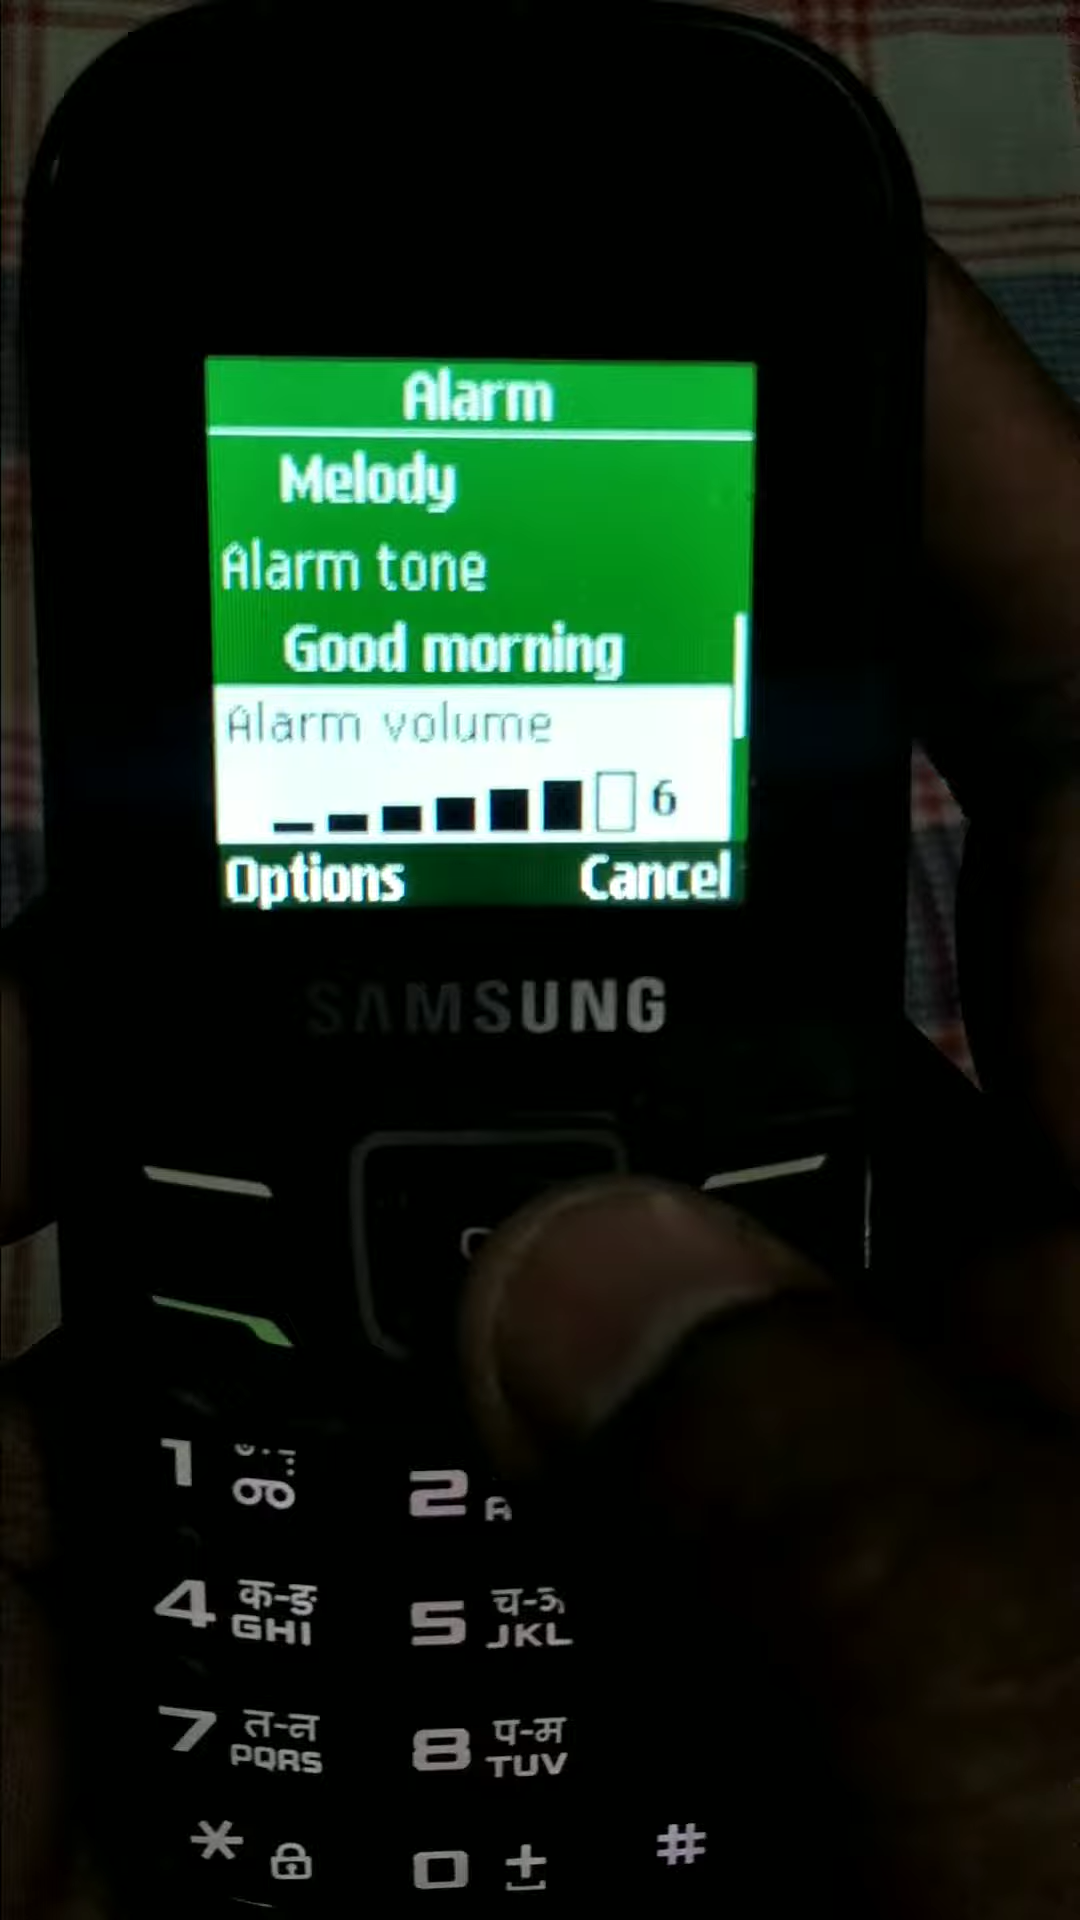 Alarm
Melody
Alarm tone
Good morning
Alarm volume
6
Options Cancel
SAMSUNG
1
2 A
4 क-ङ GHI
5 च-ञ JKL
7 त-न PQRS
8 प-म TUV
* 0 ± #